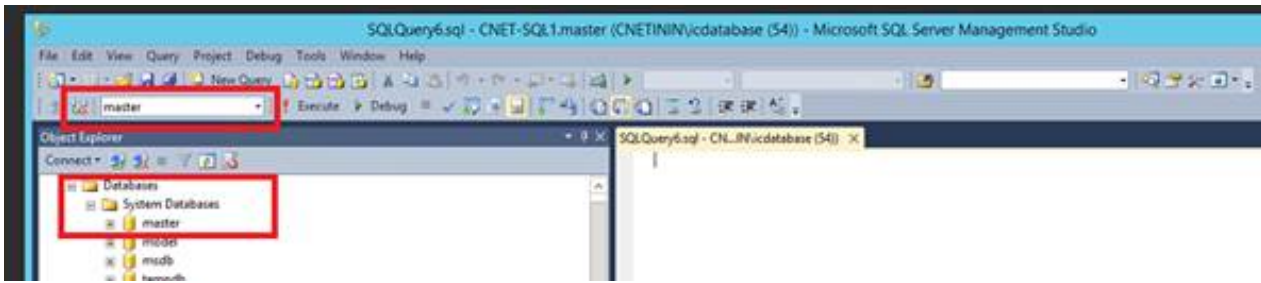 SQLQuery6.sql - CNET-SQL1.master (CNETININ\icdatabase (54)) - Microsoft SQL Server Management Studio
File Edit View Query Project Debug Tools Window Help
New Query
master Execute Debug
Object Explorer
SQLQuery6.sql - CN...IN\icdatabase (54))
Connect
Databases
System Databases
master
model
msdb
tempdb